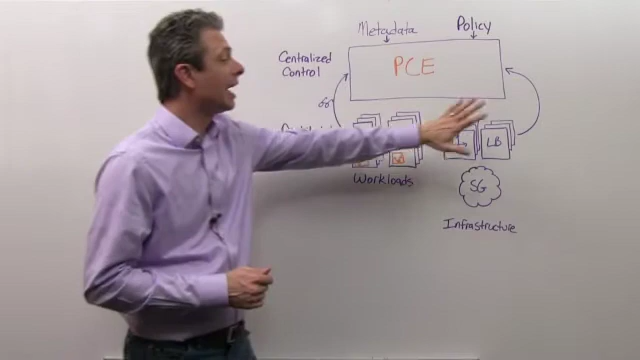 Metadata
Policy
Centralized
Control
PCE
LB
SG
Workloads
Infrastructure